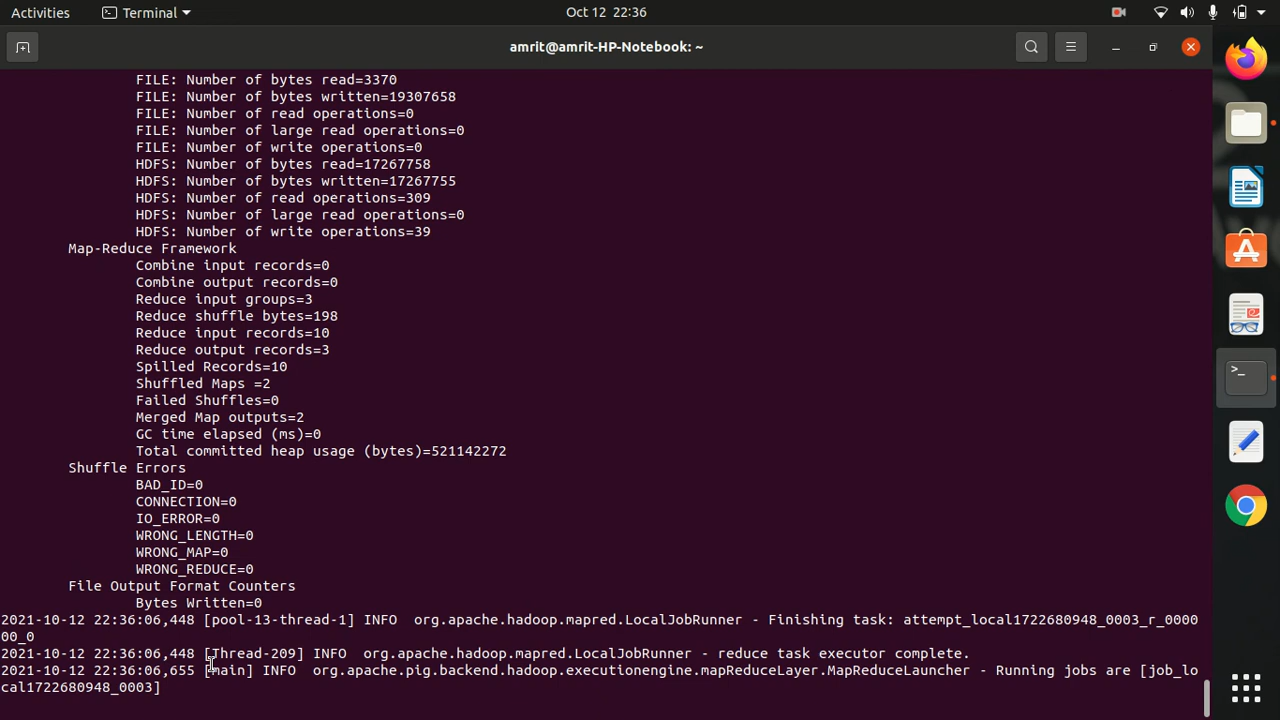 Activities
Terminal
Oct 12 22:36
amrit@amrit-HP-Notebook: ~
FILE: Number of bytes read=3370
FILE: Number of bytes written=19307658
FILE: Number of read operations=0
FILE: Number of large read operations=0
FILE: Number of write operations=0
HDFS: Number of bytes read=17267758
HDFS: Number of bytes written=17267755
HDFS: Number of read operations=309
HDFS: Number of large read operations=0
HDFS: Number of write operations=39
Map-Reduce Framework
Combine input records=0
Combine output records=0
Reduce input groups=3
Reduce shuffle bytes=198
Reduce input records=10
Reduce output records=3
Spilled Records=10
Shuffled Maps =2
Failed Shuffles=0
Merged Map outputs=2
GC time elapsed (ms)=0
Total committed heap usage (bytes)=521142272
Shuffle Errors
BAD_ID=0
CONNECTION=0
IO_ERROR=0
WRONG_LENGTH=0
WRONG_MAP=0
WRONG_REDUCE=0
File Output Format Counters
Bytes Written=0
2021-10-12 22:36:06,448 [pool-13-thread-1] INFO  org.apache.hadoop.mapred.LocalJobRunner - Finishing task: attempt_local1722680948_0003_r_0000
00_0
2021-10-12 22:36:06,448 [Thread-209] INFO  org.apache.hadoop.mapred.LocalJobRunner - reduce task executor complete.
2021-10-12 22:36:06,655 [main] INFO  org.apache.pig.backend.hadoop.executionengine.mapReduceLayer.MapReduceLauncher - Running jobs are [job_lo
cal1722680948_0003]